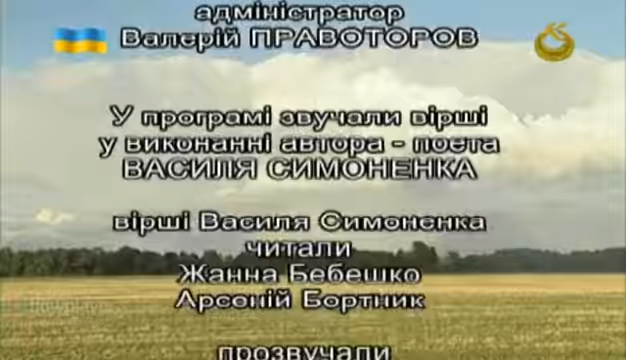 адміністратор
Валерій ПРАВОТОРОВ
У програмі звучали вірші
у виконанні автора - поета
ВАСИЛЯ СИМОНЕНКА
вірші Василя Симоненка
читали
Жанна Бебешко
Арсеній Бортник
прозвучали